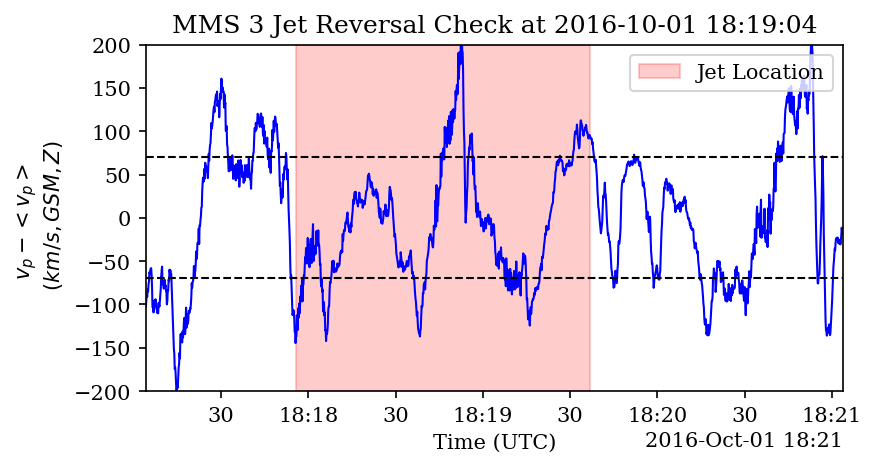 MMS 3 Jet Reversal Check at 2016-10-01 18:19:04
200
150
100
50
0
−50
−100
−150
−200
v_p − < v_p >
(km/s, GSM, Z)
Jet Location
30
18:18
30
18:19
30
18:20
30
18:21
Time (UTC)
2016-Oct-01 18:21